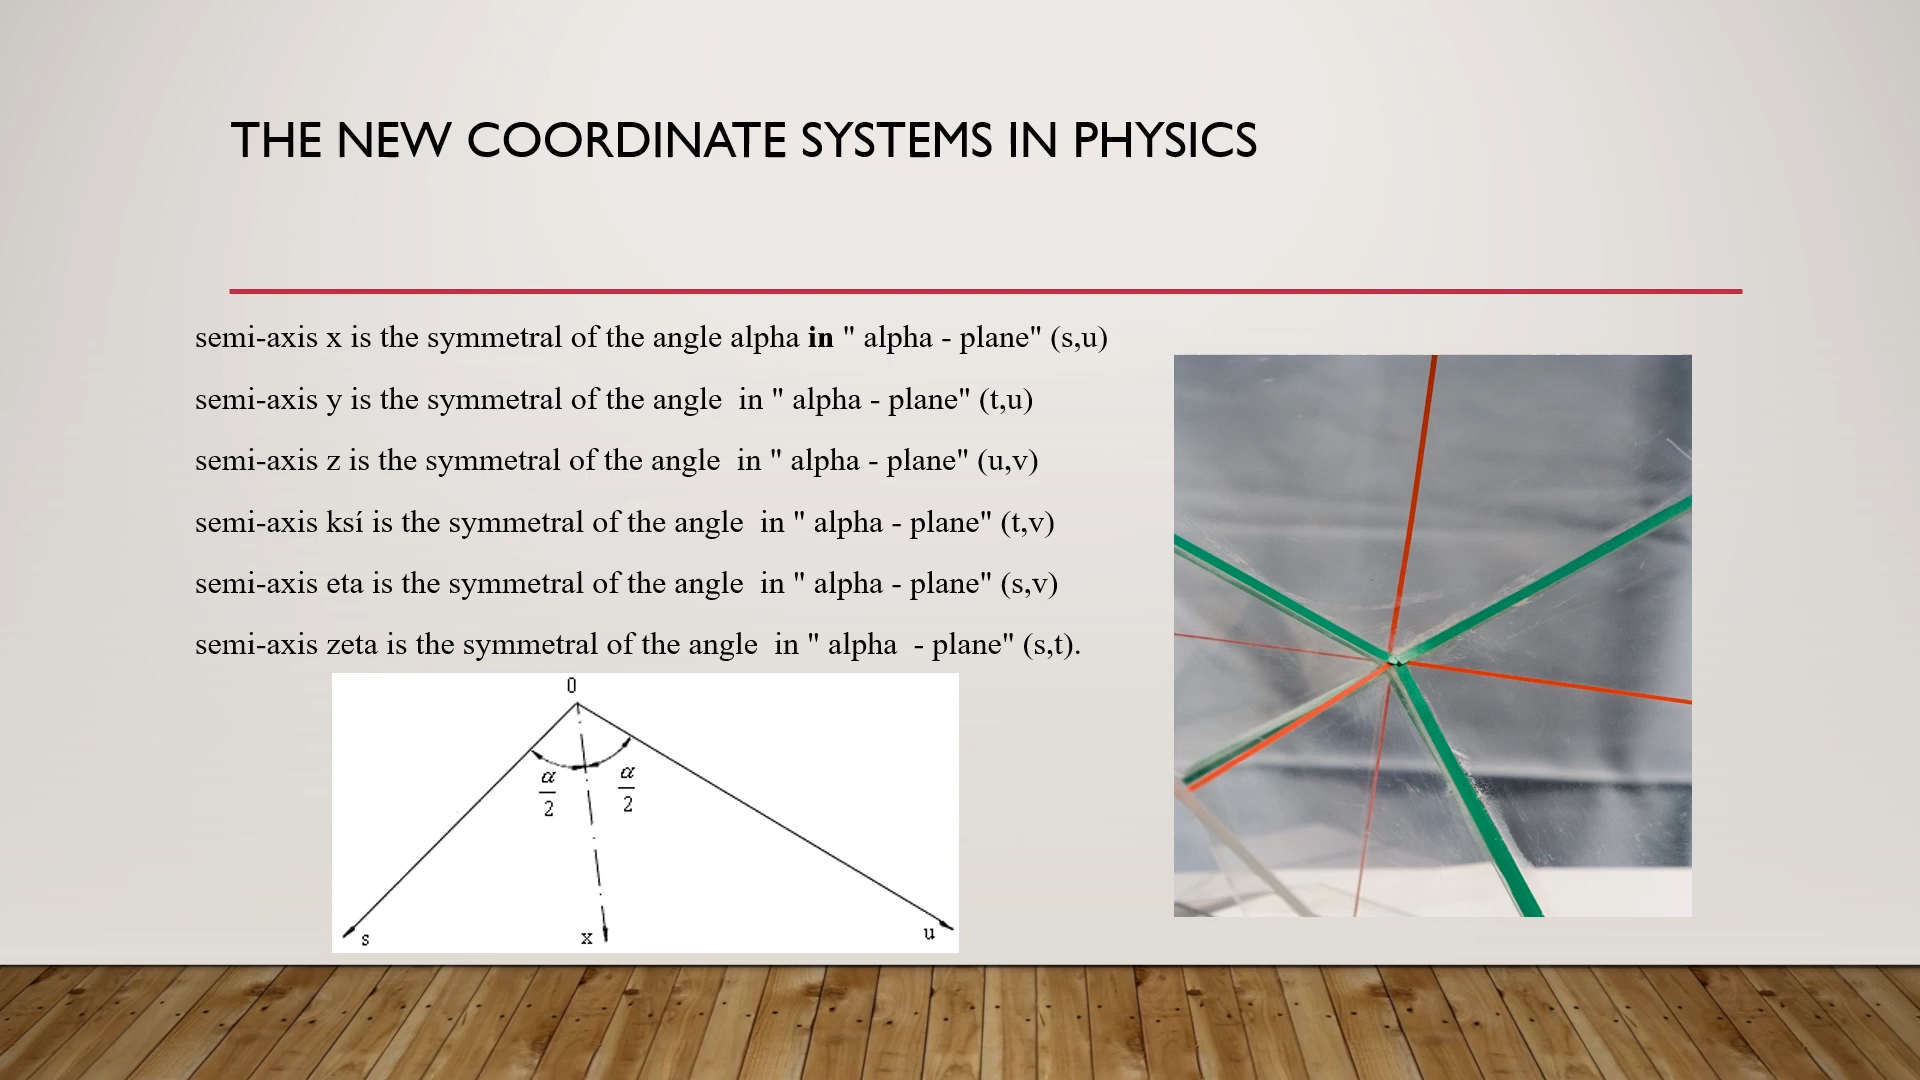 THE NEW COORDINATE SYSTEMS IN PHYSICS
semi-axis x is the symmetral of the angle alpha in " alpha - plane" (s,u)
semi-axis y is the symmetral of the angle  in " alpha - plane" (t,u)
semi-axis z is the symmetral of the angle  in " alpha - plane" (u,v)
semi-axis ksí is the symmetral of the angle  in " alpha - plane" (t,v)
semi-axis eta is the symmetral of the angle  in " alpha - plane" (s,v)
semi-axis zeta is the symmetral of the angle  in " alpha  - plane" (s,t).
0
α α
2 2
s x u